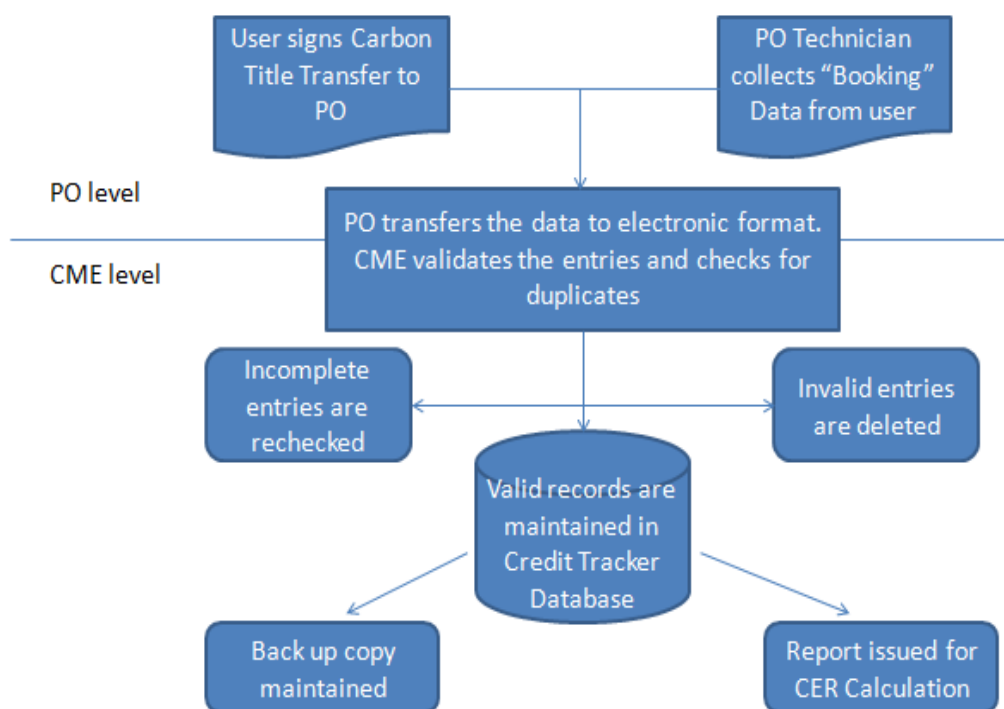 User signs Carbon
Title Transfer to
PO
PO Technician
collects “Booking”
Data from user
PO level
PO transfers the data to electronic format.
CME validates the entries and checks for
duplicates
CME level
Incomplete
entries are
rechecked
Invalid entries
are deleted
Valid records are
maintained in
Credit Tracker
Database
Back up copy
maintained
Report issued for
CER Calculation